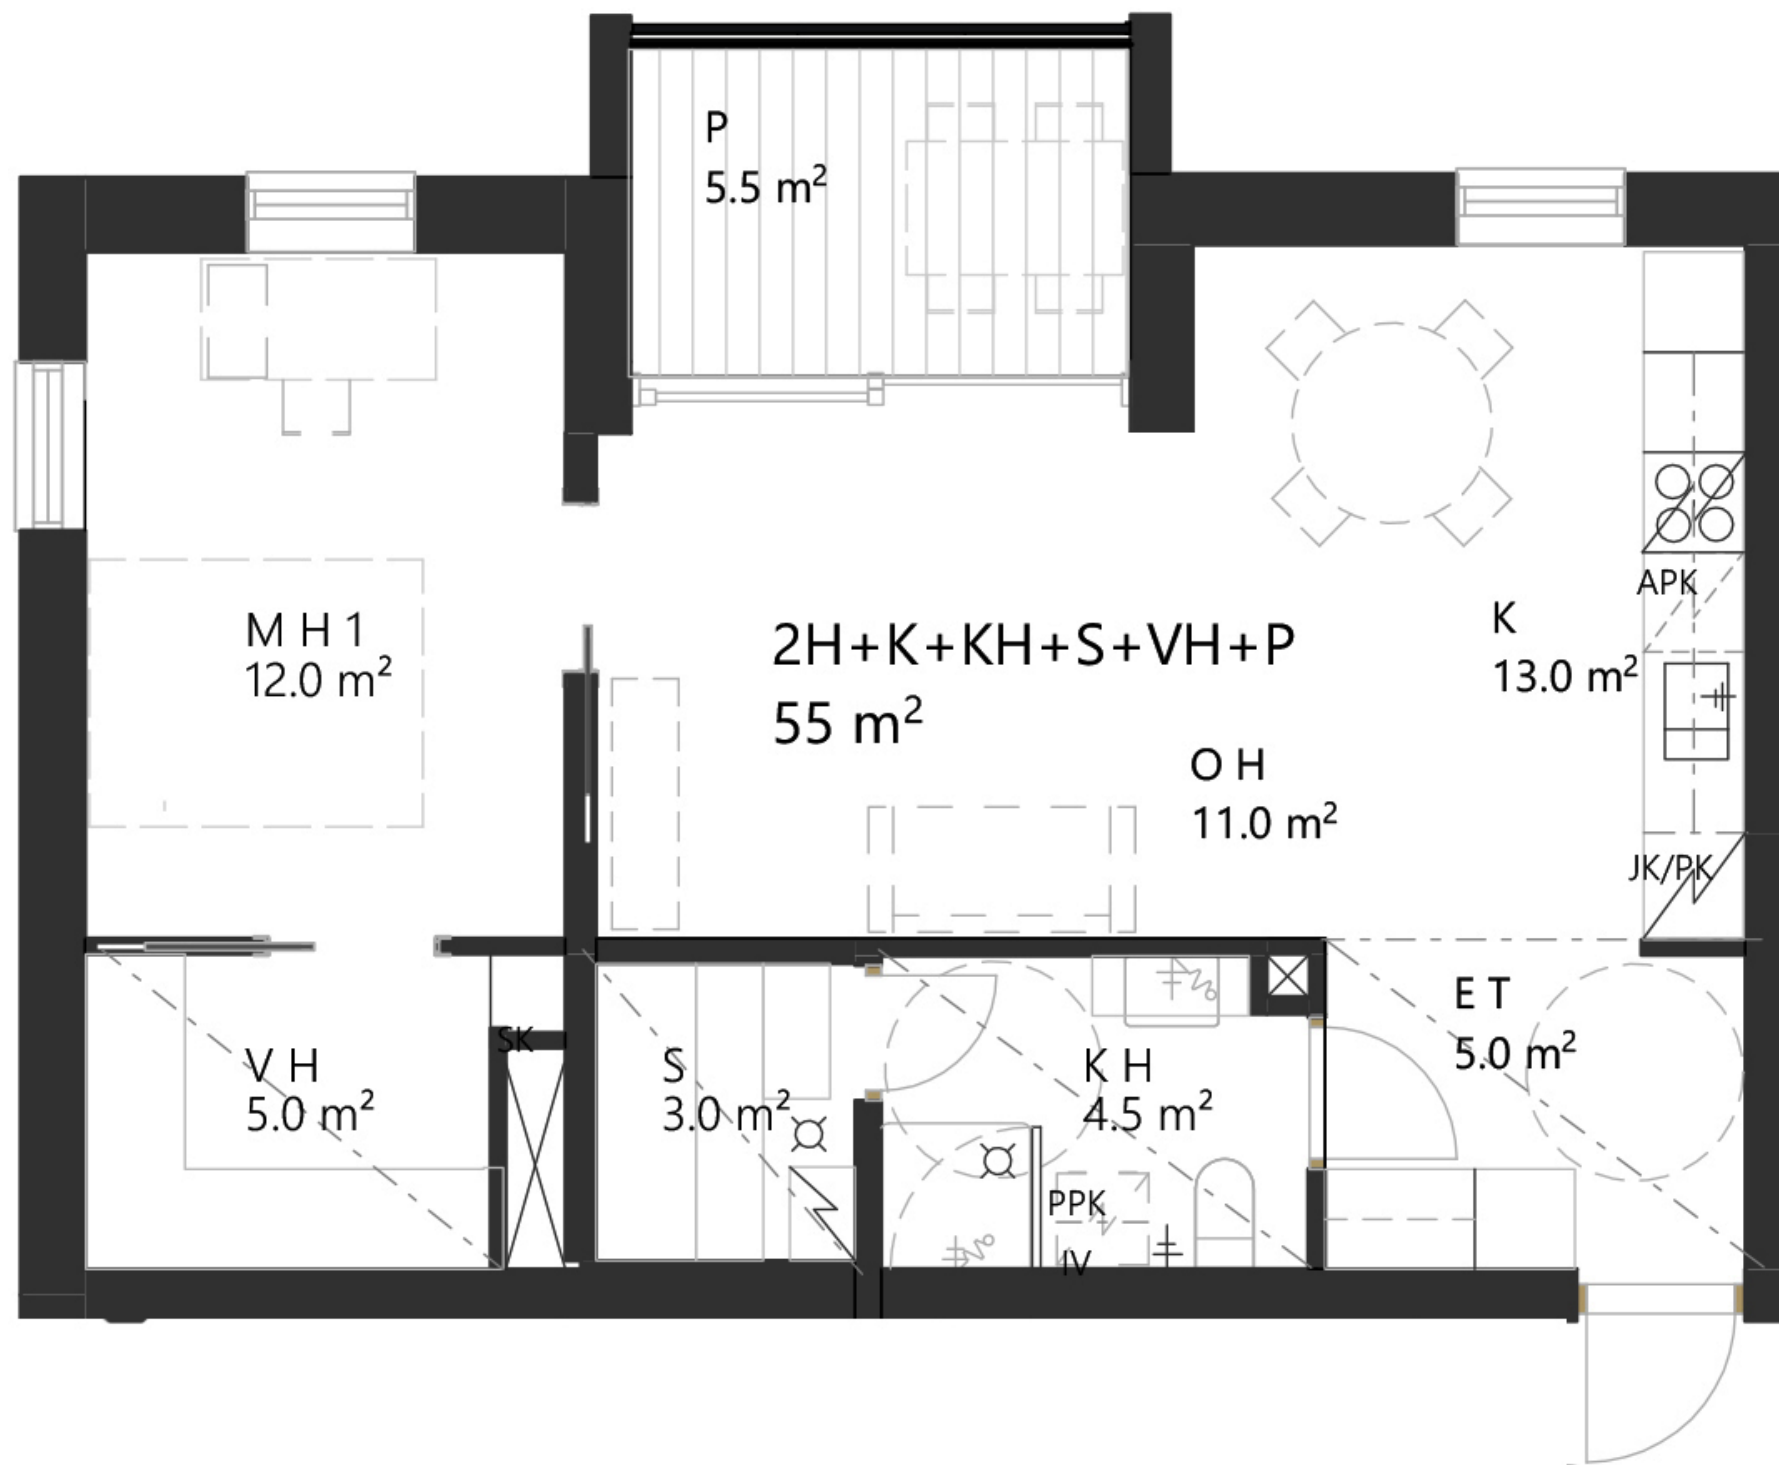 P
5.5 m²
M H 1
12.0 m²
2H+K+KH+S+VH+P
55 m²
K
13.0 m²
APK
O H
11.0 m²
JK/PK
E T
5.0 m²
SK
V H
5.0 m²
S
3.0 m²
K H
4.5 m²
PPK
IV